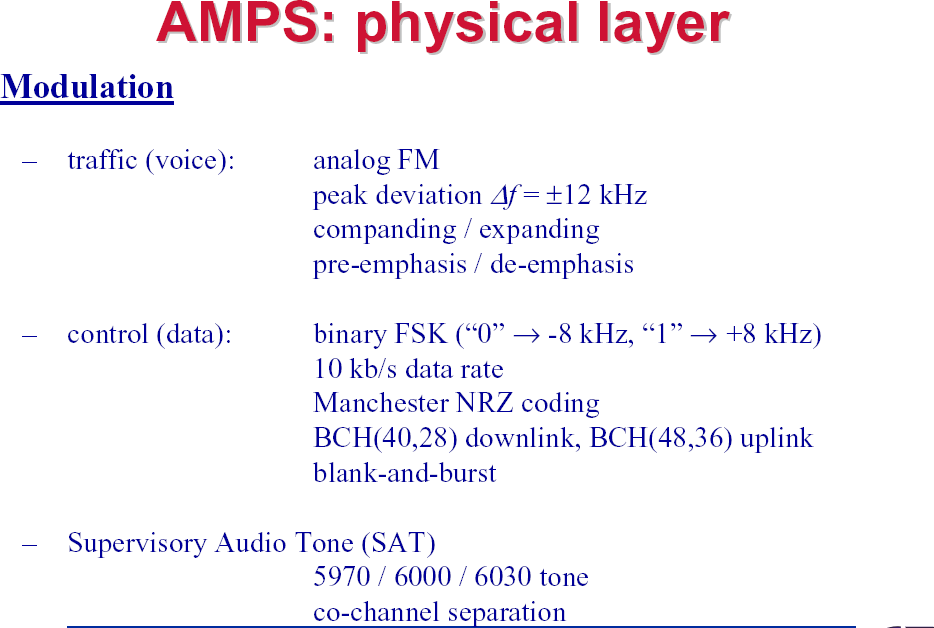 AMPS: physical layer
Modulation
– traffic (voice): analog FM
peak deviation Δf = ±12 kHz
companding / expanding
pre-emphasis / de-emphasis
– control (data): binary FSK (“0” → -8 kHz, “1” → +8 kHz)
10 kb/s data rate
Manchester NRZ coding
BCH(40,28) downlink, BCH(48,36) uplink
blank-and-burst
– Supervisory Audio Tone (SAT)
5970 / 6000 / 6030 tone
co-channel separation